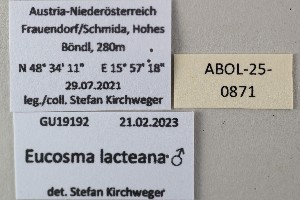 Austria-Niederösterreich
Frauendorf/Schmida, Hohes
Böndl, 280m
N 48° 34' 11" E 15° 57' 18"
29.07.2021
leg./coll. Stefan Kirchweger
ABOL-25-
0871
GU19192 21.02.2023
Eucosma lacteana ♂
det. Stefan Kirchweger